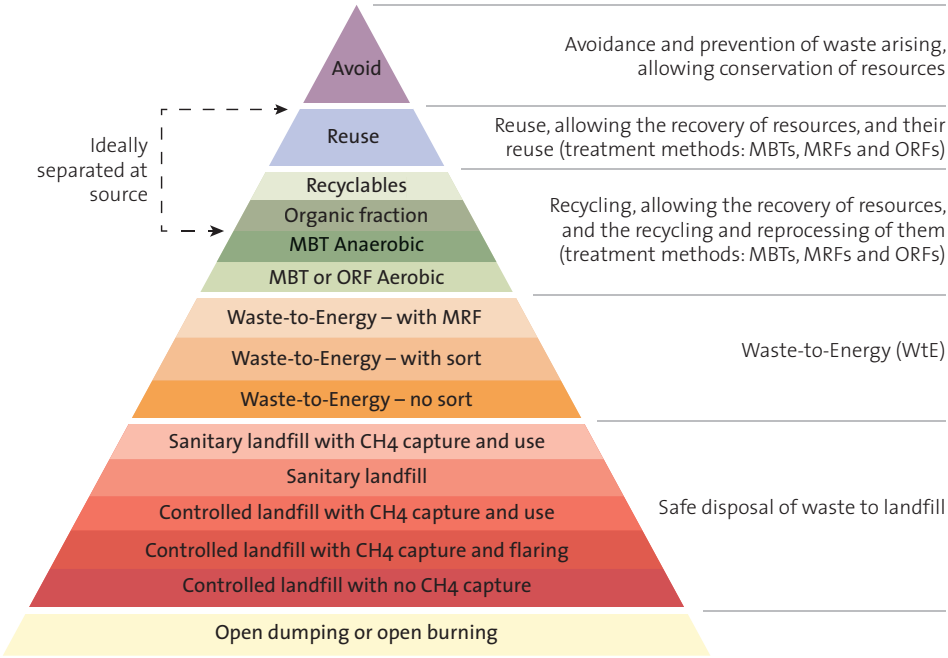 Avoid
Avoidance and prevention of waste arising,
allowing conservation of resources
Ideally
separated at
source
Reuse
Reuse, allowing the recovery of resources, and their
reuse (treatment methods: MBTs, MRFs and ORFs)
Recyclables
Organic fraction
MBT Anaerobic
MBT or ORF Aerobic
Recycling, allowing the recovery of resources,
and the recycling and reprocessing of them
(treatment methods: MBTs, MRFs and ORFs)
Waste-to-Energy – with MRF
Waste-to-Energy – with sort
Waste-to-Energy – no sort
Waste-to-Energy (WtE)
Sanitary landfill with CH4 capture and use
Sanitary landfill
Controlled landfill with CH4 capture and use
Controlled landfill with CH4 capture and flaring
Controlled landfill with no CH4 capture
Safe disposal of waste to landfill
Open dumping or open burning